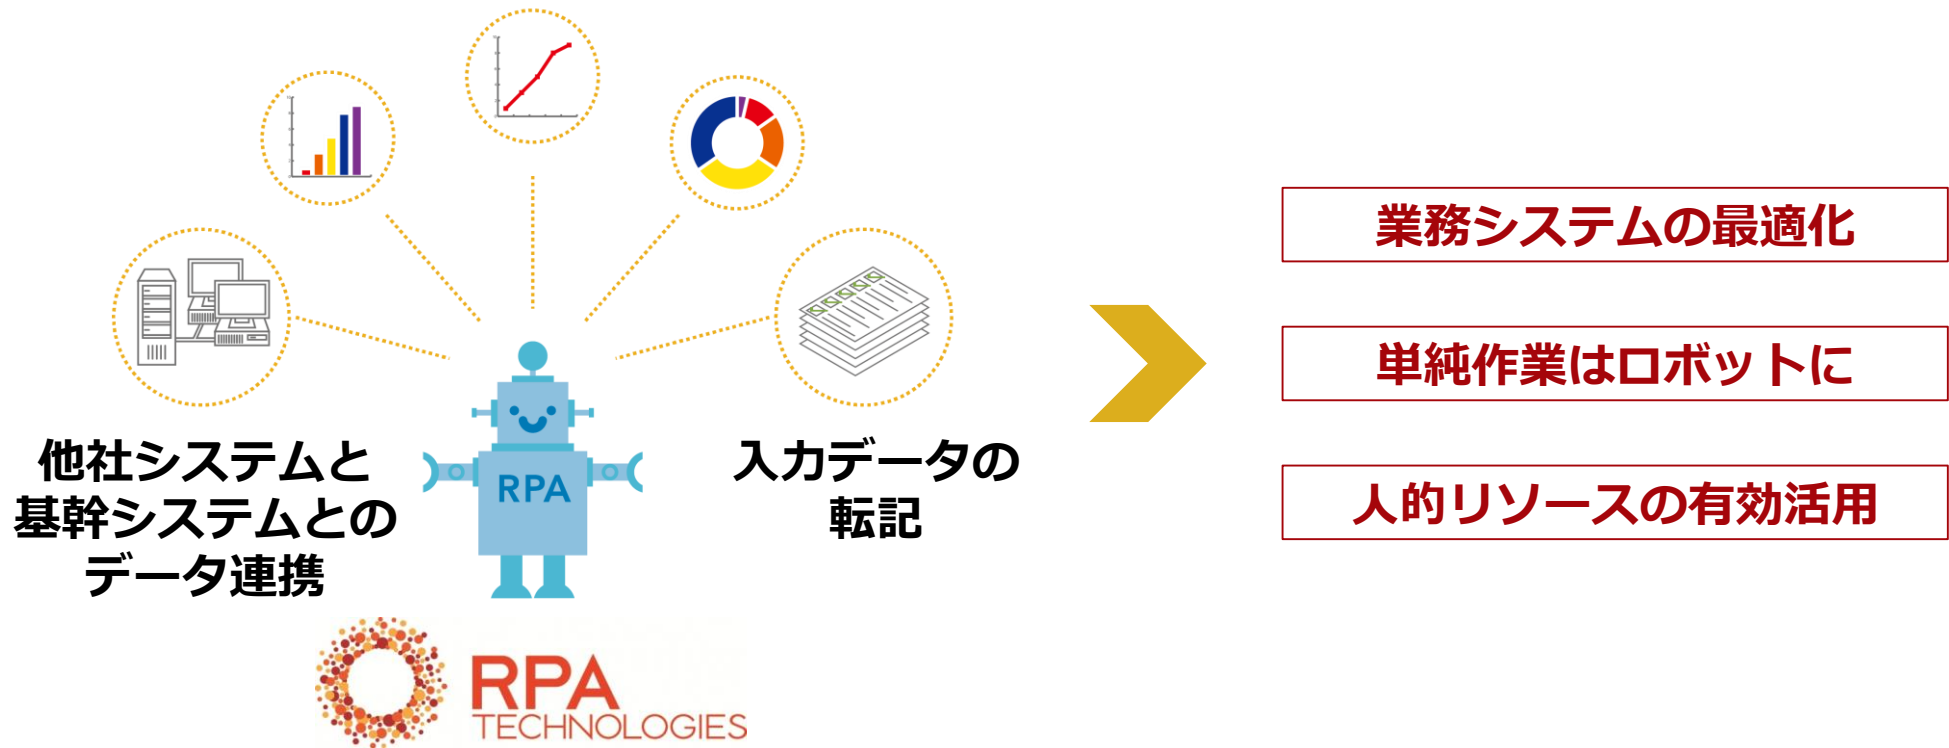 他社システムと
基幹システムとの
データ連携
RPA
入力データの
転記
RPA
TECHNOLOGIES
業務システムの最適化
単純作業はロボットに
人的リソースの有効活用